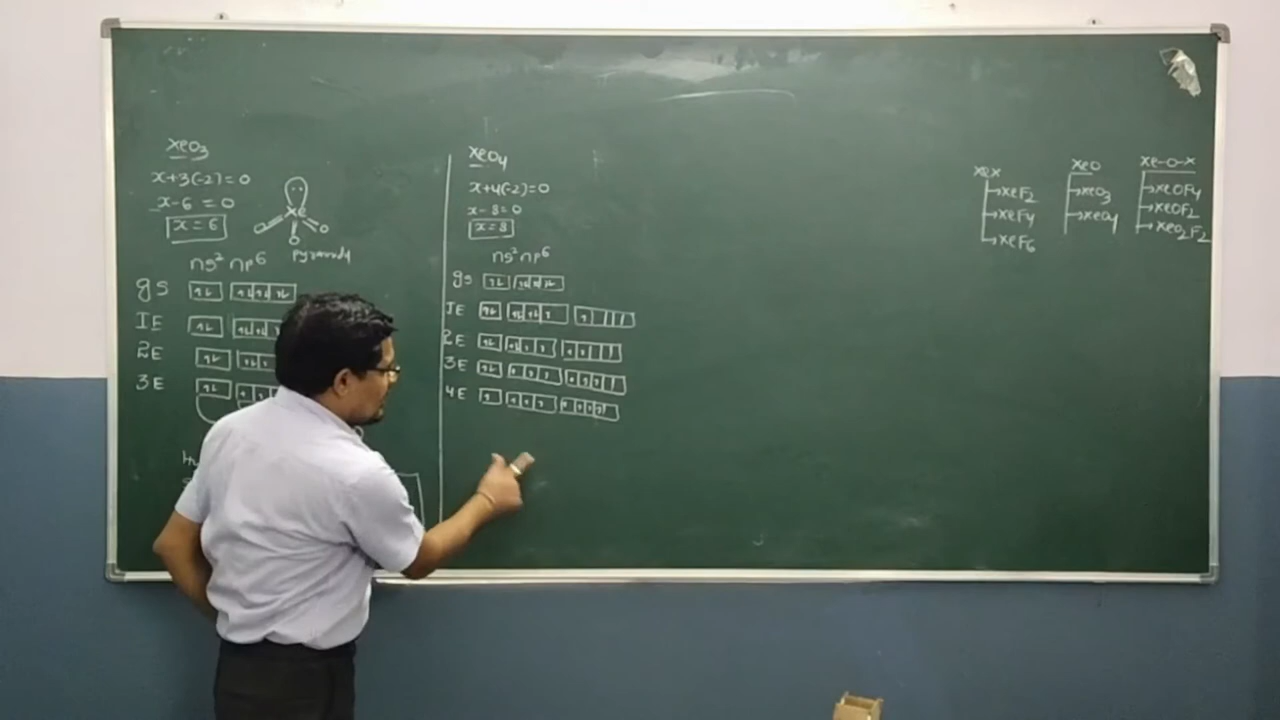 XeO3
x+3(-2)=0
x-6=0
x=6
Xe
O
O
O
Pyramidl
ns² np⁶
gs
1E
2E
3E
XeO4
x+4(-2)=0
x-8=0
x=8
ns² np⁶
gs
1E
2E
3E
4E
XeX
XeF2
XeF4
XeF6
XeO
XeO3
XeO4
Xe-O-X
XeOF4
XeOF2
XeO2F2